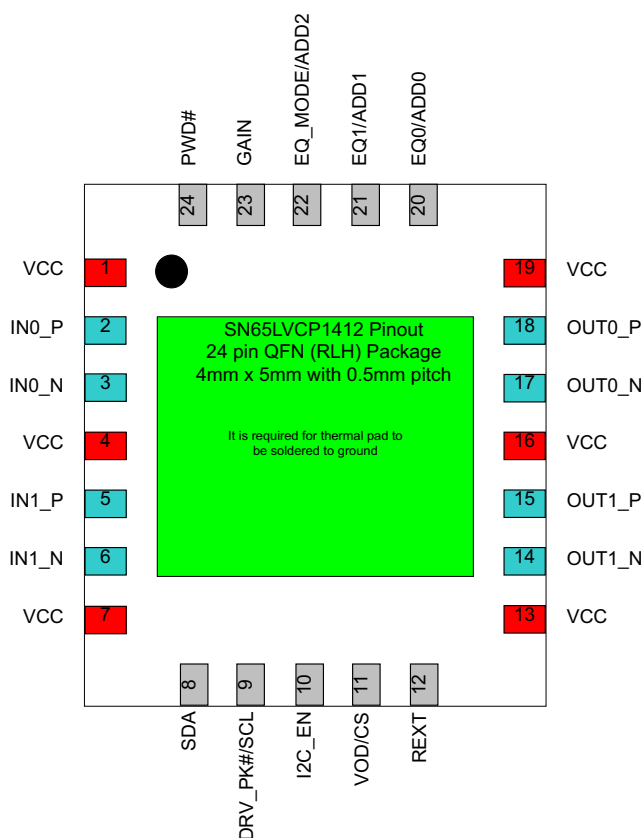 PWD#
GAIN
EQ_MODE/ADD2
EQ1/ADD1
EQ0/ADD0
24
23
22
21
20
VCC
1
19
VCC
IN0_P
2
18
OUT0_P
IN0_N
3
17
OUT0_N
VCC
4
16
VCC
IN1_P
5
15
OUT1_P
IN1_N
6
14
OUT1_N
VCC
7
13
VCC
SN65LVCP1412 Pinout
24 pin QFN (RLH) Package
4mm x 5mm with 0.5mm pitch
It is required for thermal pad to
be soldered to ground
8
9
10
11
12
SDA
DRV_PK#/SCL
I2C_EN
VOD/CS
REXT